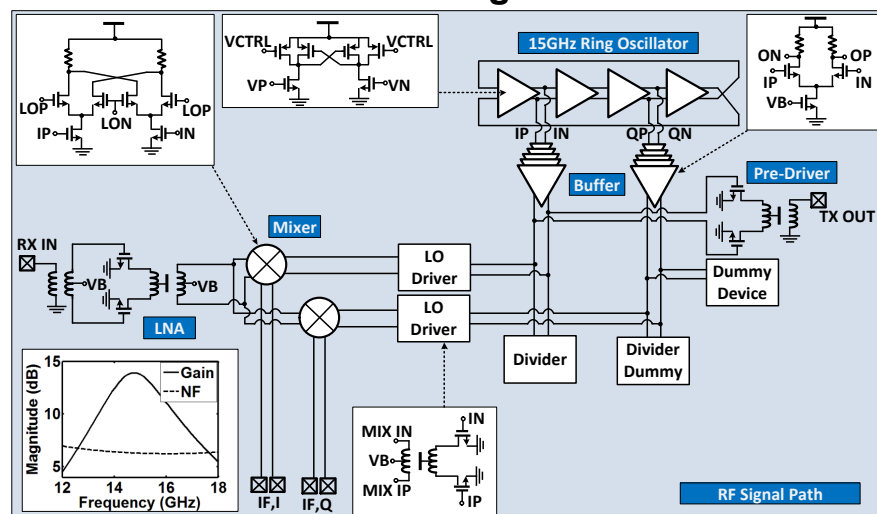 15GHz Ring Oscillator
VCTRL
VCTRL
VP
VN
LOP
LON
LOP
IP
IN
ON
OP
IP
IN
VB
IP
IN
QP
QN
Buffer
Pre-Driver
TX OUT
Mixer
RX IN
VB
VB
LNA
LO
Driver
LO
Driver
Dummy
Device
Divider
Divider
Dummy
Magnitude (dB)
15
10
5
Gain
NF
12
14
16
18
Frequency (GHz)
IF,I
IF,Q
MIX IN
VB
MIX IP
IN
IP
RF Signal Path